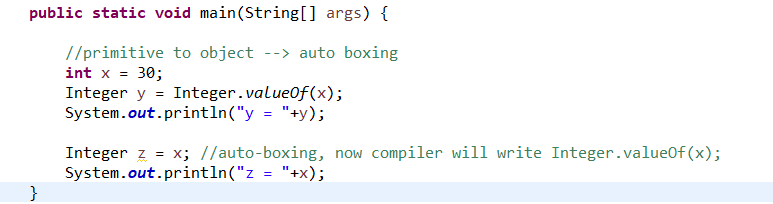 public static void main(String[] args) {
//primitive to object --> auto boxing
int x = 30;
Integer y = Integer.valueOf(x);
System.out.println("y = "+y);
Integer z = x; //auto-boxing, now compiler will write Integer.valueOf(x);
System.out.println("z = "+x);
}